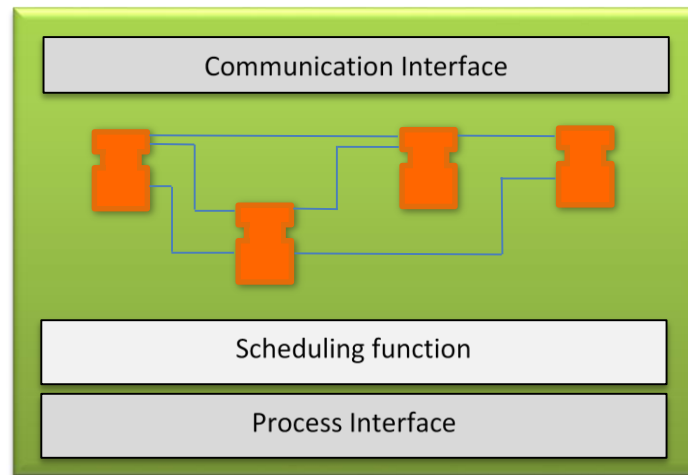 Communication Interface
Scheduling function
Process Interface